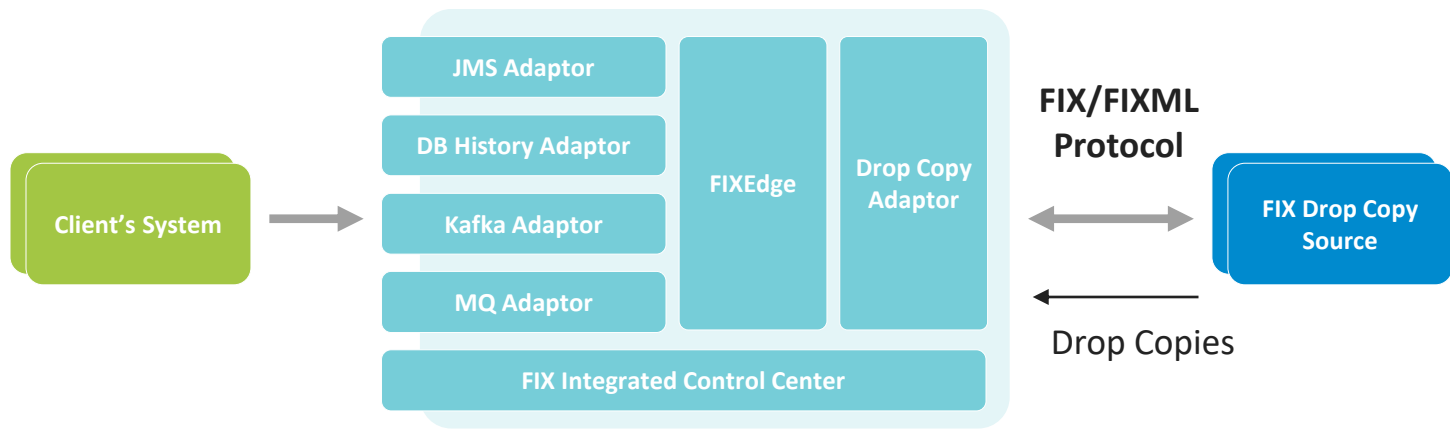 Client's System
JMS Adaptor
DB History Adaptor
Kafka Adaptor
MQ Adaptor
FIXEdge
Drop Copy
Adaptor
FIX Integrated Control Center
FIX/FIXML
Protocol
Drop Copies
FIX Drop Copy
Source